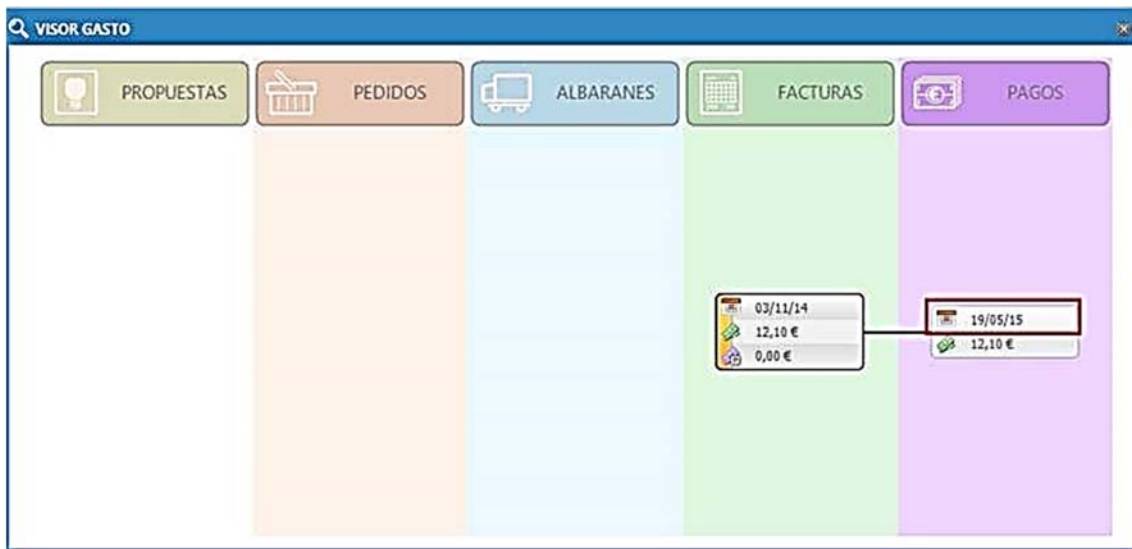 VISOR GASTO
PROPUESTAS PEDIDOS ALBARANES FACTURAS PAGOS
03/11/14
12,10 €
0,00 €
19/05/15
12,10 €